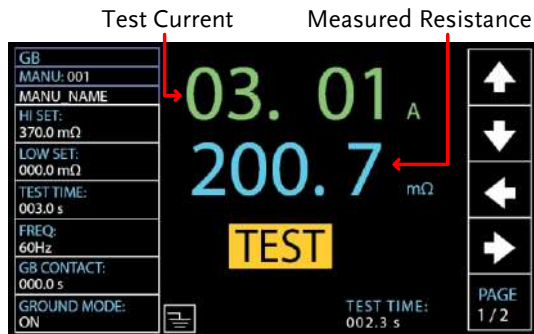 Test Current
Measured Resistance
GB
MANU: 001
MANU_NAME
HI SET:
370.0 mΩ
LOW SET:
000.0 mΩ
TEST TIME:
003.0 s
FREQ:
60Hz
GB CONTACT:
000.0 s
GROUND MODE:
ON
03. 01 A
200. 7 mΩ
TEST
TEST TIME:
002.3 s
PAGE
1/2